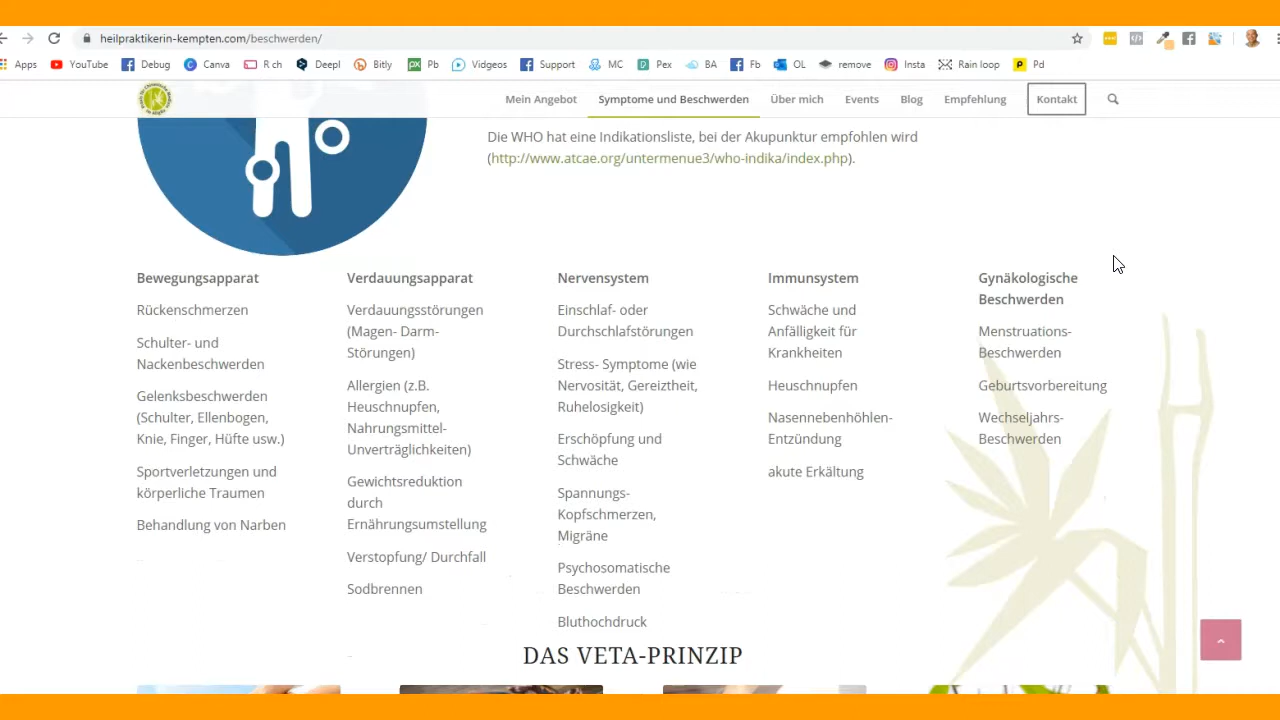 heilpraktikerin-kempten.com/beschwerden/
Apps YouTube Debug Canva R ch Deepl Bitly Pb Vidgeos Support MC Pex BA Fb OL remove Insta Rain loop Pd
Mein Angebot Symptome und Beschwerden Über mich Events Blog Empfehlung Kontakt
Die WHO hat eine Indikationsliste, bei der Akupunktur empfohlen wird
(http://www.atcae.org/untermenue3/who-indika/index.php).
Bewegungsapparat
Rückenschmerzen
Schulter- und
Nackenbeschwerden
Gelenksbeschwerden
(Schulter, Ellenbogen,
Knie, Finger, Hüfte usw.)
Sportverletzungen und
körperliche Traumen
Behandlung von Narben
Verdauungsapparat
Verdauungsstörungen
(Magen- Darm-
Störungen)
Allergien (z.B.
Heuschnupfen,
Nahrungsmittel-
Unverträglichkeiten)
Gewichtsreduktion
durch
Ernährungsumstellung
Verstopfung/ Durchfall
Sodbrennen
Nervensystem
Einschlaf- oder
Durchschlafstörungen
Stress- Symptome (wie
Nervosität, Gereiztheit,
Ruhelosigkeit)
Erschöpfung und
Schwäche
Spannungs-
Kopfschmerzen,
Migräne
Psychosomatische
Beschwerden
Bluthochdruck
Immunsystem
Schwäche und
Anfälligkeit für
Krankheiten
Heuschnupfen
Nasennebenhöhlen-
Entzündung
akute Erkältung
Gynäkologische
Beschwerden
Menstruations-
Beschwerden
Geburtsvorbereitung
Wechseljahrs-
Beschwerden
DAS VETA-PRINZIP